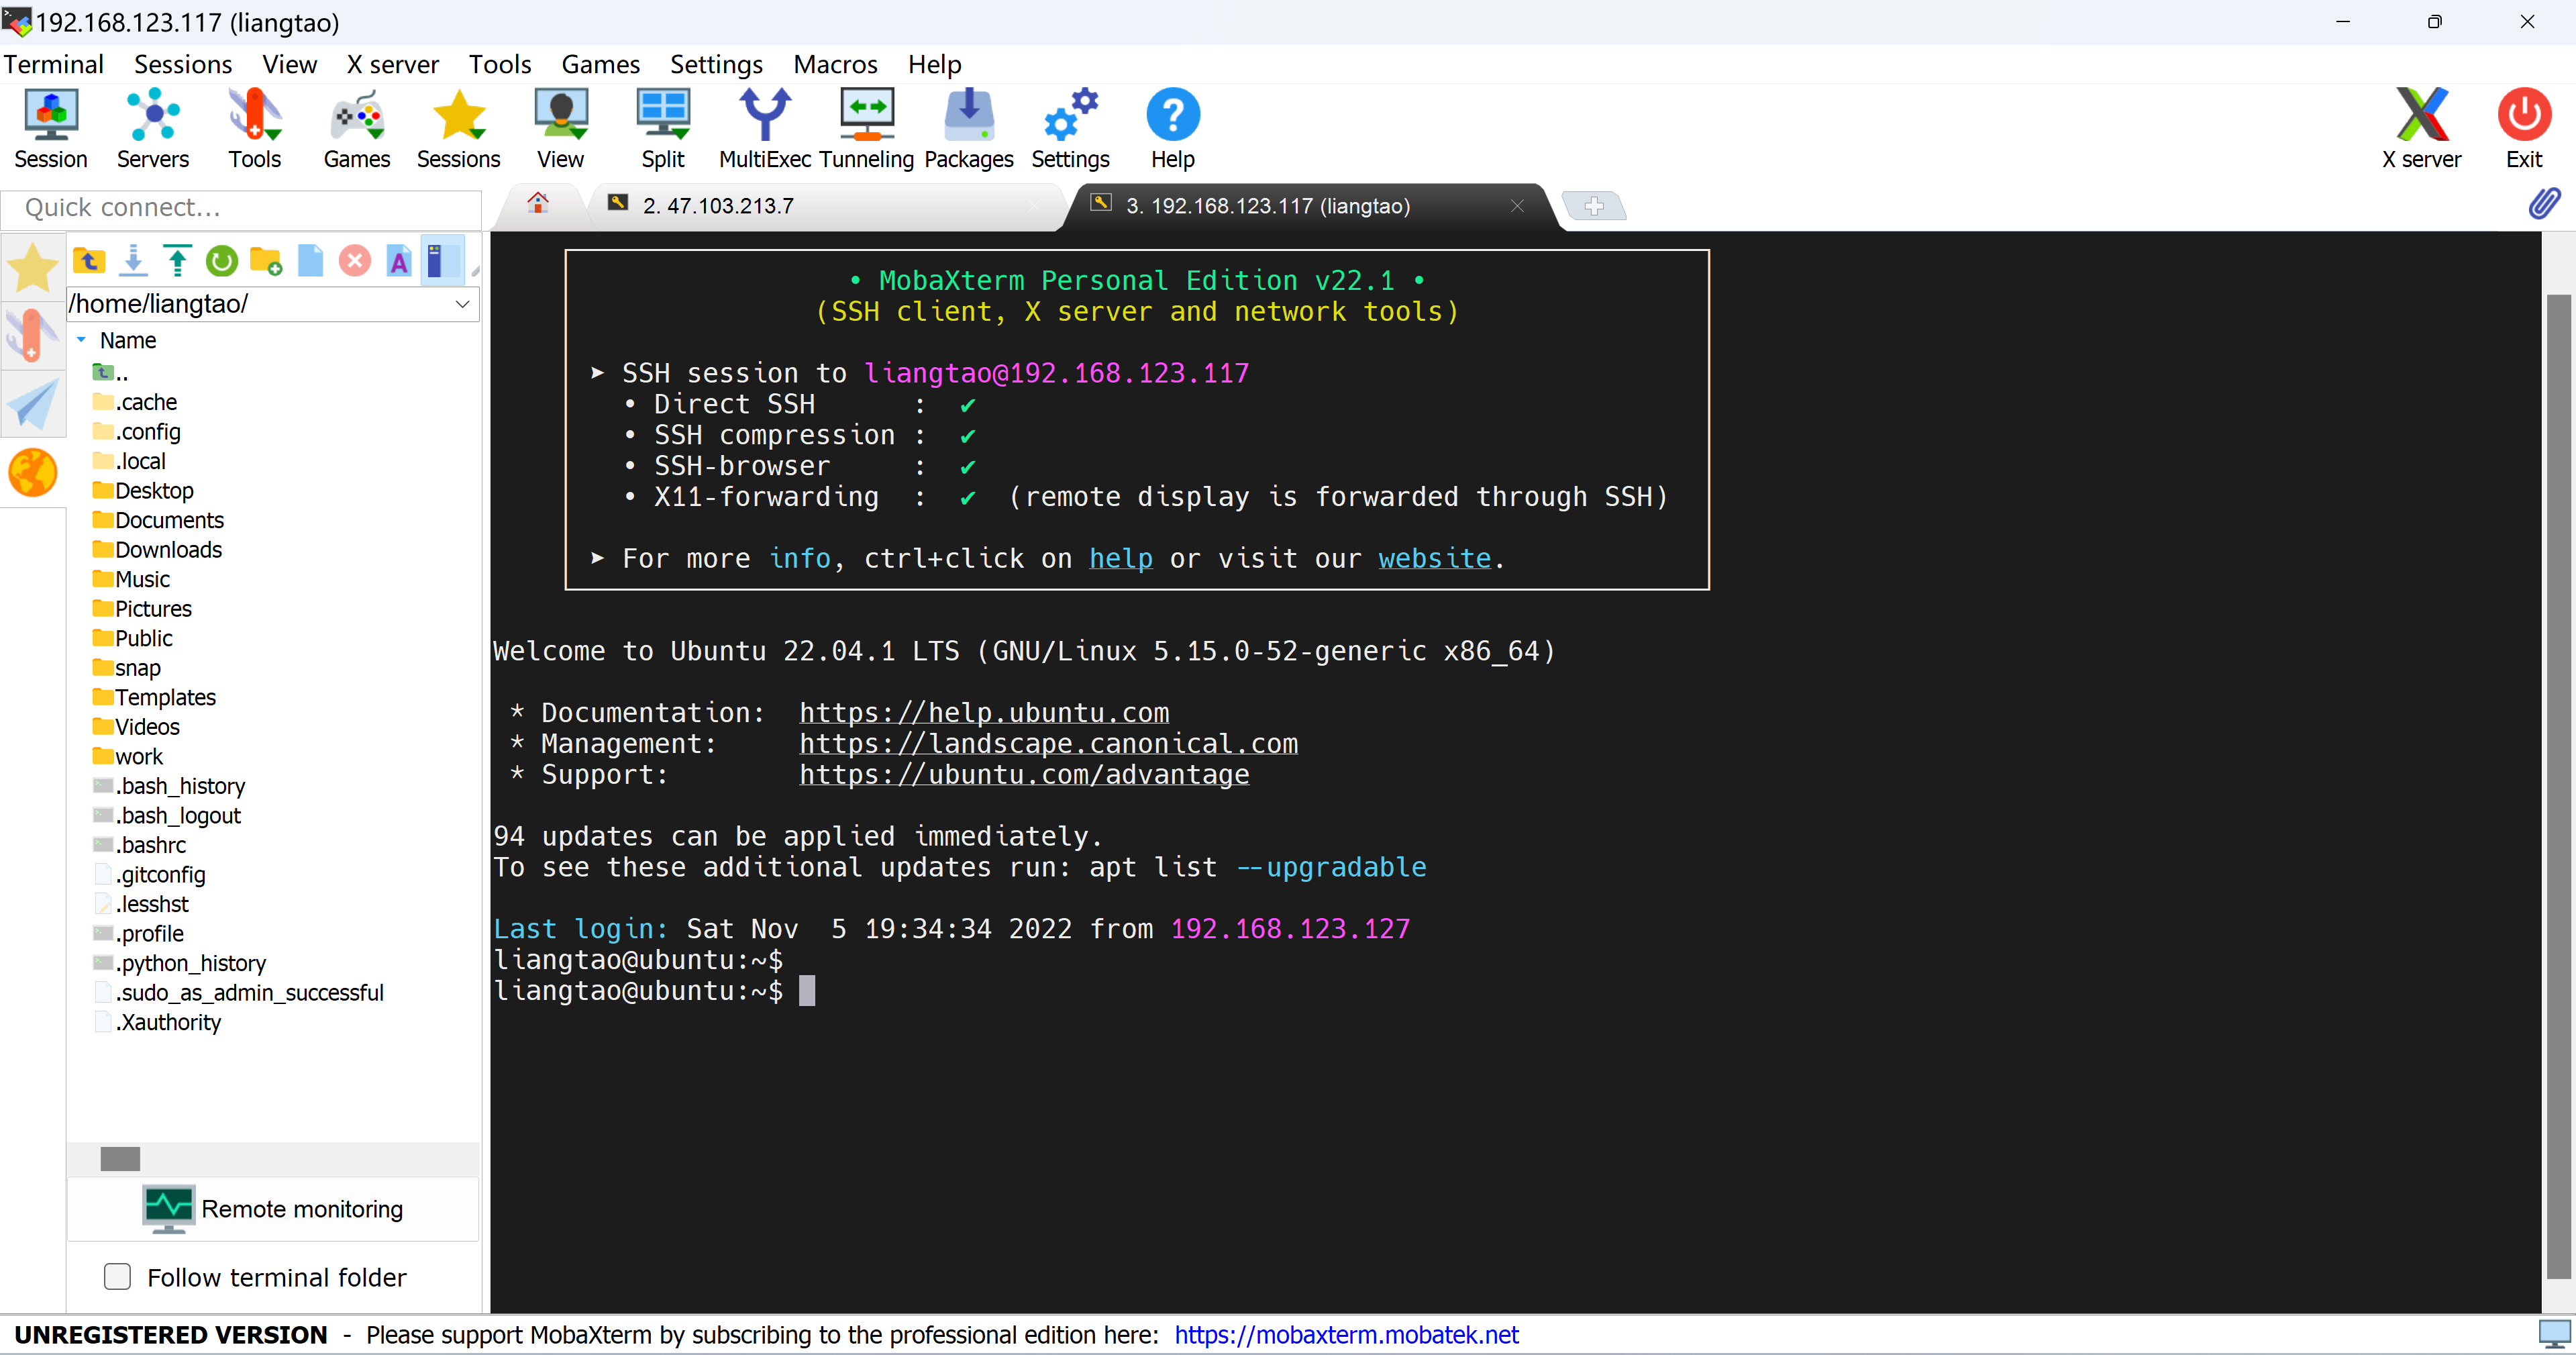 192.168.123.117 (liangtao)
Terminal Sessions View X server Tools Games Settings Macros Help
Session Servers Tools Games Sessions View Split MultiExec Tunneling Packages Settings Help X server Exit
Quick connect...
2. 47.103.213.7
3. 192.168.123.117 (liangtao)
/home/liangtao/
Name
..
.cache
.config
.local
Desktop
Documents
Downloads
Music
Pictures
Public
snap
Templates
Videos
work
.bash_history
.bash_logout
.bashrc
.gitconfig
.lesshst
.profile
.python_history
.sudo_as_admin_successful
.Xauthority
Remote monitoring
Follow terminal folder
• MobaXterm Personal Edition v22.1 •
(SSH client, X server and network tools)
➤ SSH session to liangtao@192.168.123.117
• Direct SSH : ✔
• SSH compression : ✔
• SSH-browser : ✔
• X11-forwarding : ✔ (remote display is forwarded through SSH)
➤ For more info, ctrl+click on help or visit our website.
Welcome to Ubuntu 22.04.1 LTS (GNU/Linux 5.15.0-52-generic x86_64)
* Documentation: https://help.ubuntu.com
* Management: https://landscape.canonical.com
* Support: https://ubuntu.com/advantage
94 updates can be applied immediately.
To see these additional updates run: apt list --upgradable
Last login: Sat Nov 5 19:34:34 2022 from 192.168.123.127
liangtao@ubuntu:~$
liangtao@ubuntu:~$
UNREGISTERED VERSION - Please support MobaXterm by subscribing to the professional edition here: https://mobaxterm.mobatek.net